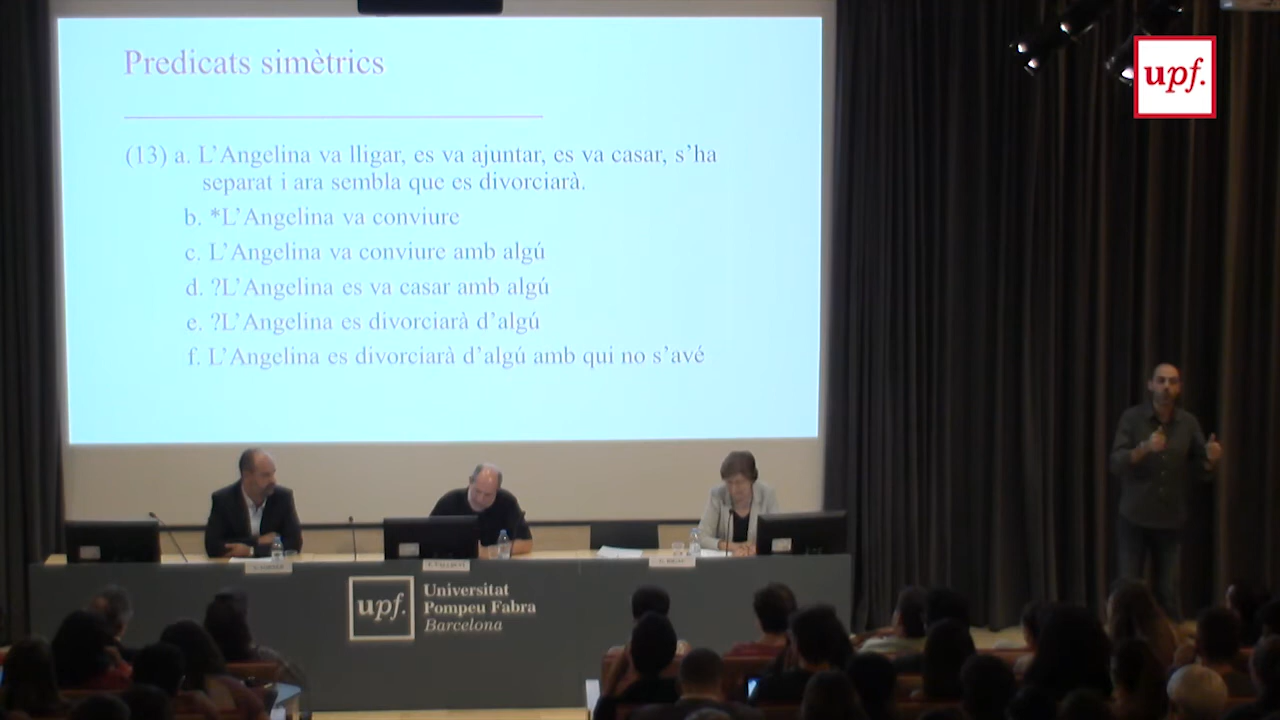 Predicats simètrics
(13) a. L’Angelina va lligar, es va ajuntar, es va casar, s’ha
separat i ara sembla que es divorciarà.
b. *L’Angelina va conviure
c. L’Angelina va conviure amb algú
d. ?L’Angelina es va casar amb algú
e. ?L’Angelina es divorciarà d’algú
f. L’Angelina es divorciarà d’algú amb qui no s’avé
upf.
upf.
Universitat
Pompeu Fabra
Barcelona